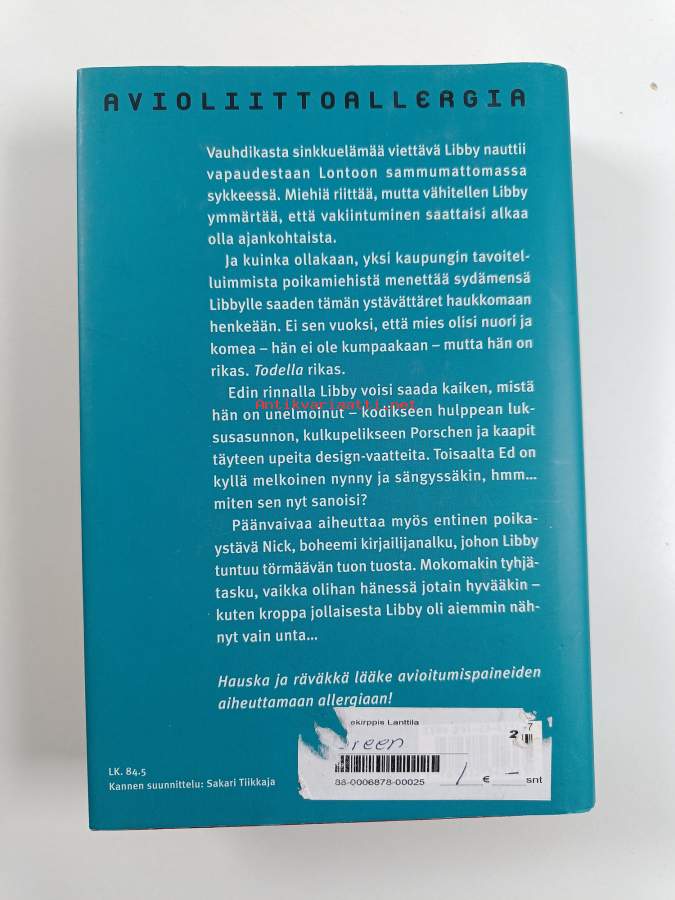 AVIOLIITTOALLERGIA
Vauhdikasta sinkkuelämää viettävä Libby nauttii
vapaudestaan Lontoon sammumattomassa
sykkeessä. Miehiä riittää, mutta vähitellen Libby
ymmärtää, että vakiintuminen saattaisi alkaa
olla ajankohtaista.
Ja kuinka ollakaan, yksi kaupungin tavoitel-
luimmista poikamiehistä menettää sydämensä
Libbylle saaden tämän ystävättäret haukkomaan
henkeään. Ei sen vuoksi, että mies olisi nuori ja
komea – hän ei ole kumpaakaan – mutta hän on
rikas. Todella rikas.
Edin rinnalla Libby voisi saada kaiken, mistä
Antikvariaatti.net
hän on unelmoinut – kodikseen hulppean luk-
susasunnon, kulkupelikseen Porschen ja kaapit
täyteen upeita design-vaatteita. Toisaalta Ed on
kyllä melkoinen nynny ja sängyssäkin, hmm...
miten sen nyt sanoisi?
Päänvaivaa aiheuttaa myös entinen poika-
ystävä Nick, boheemi kirjailijanalku, johon Libby
tuntuu törmäävän tuon tuosta. Mokomakin tyhjä-
tasku, vaikka olihan hänessä jotain hyvääkin –
kuten kroppa jollaisesta Libby oli aiemmin näh-
nyt vain unta...
Hauska ja räväkkä lääke avioitumispaineiden
aiheuttamaan allergiaan!
ekirppis Lanttila
reen
88-0006878-00025
1 € – snt
LK. 84.5
Kannen suunnittelu: Sakari Tiikkaja